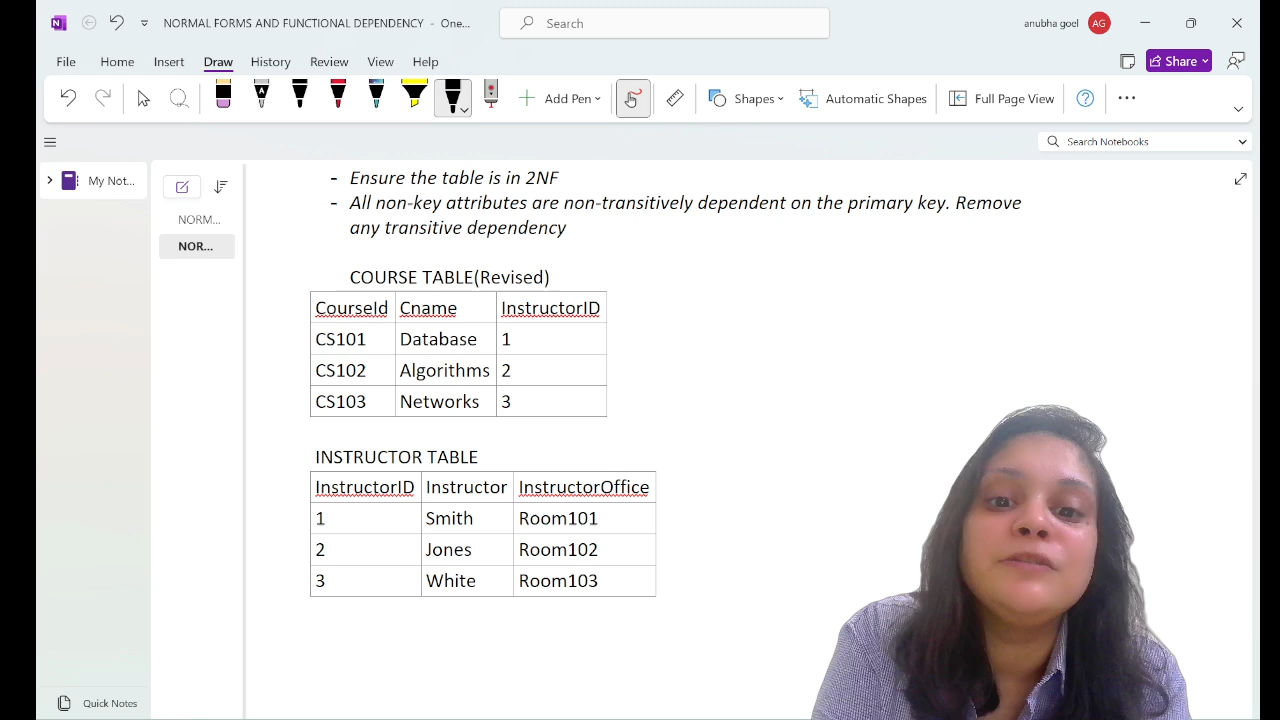 NORMAL FORMS AND FUNCTIONAL DEPENDENCY - One...
Search
anubha goel
AG
File Home Insert Draw History Review View Help
Share
A
Add Pen
Shapes
Automatic Shapes
Full Page View
Search Notebooks
My Not...
NORM...
NOR...
- Ensure the table is in 2NF
- All non-key attributes are non-transitively dependent on the primary key. Remove
any transitive dependency
COURSE TABLE(Revised)
CourseId Cname InstructorID
CS101 Database 1
CS102 Algorithms 2
CS103 Networks 3
INSTRUCTOR TABLE
InstructorID Instructor InstructorOffice
1 Smith Room101
2 Jones Room102
3 White Room103
Quick Notes